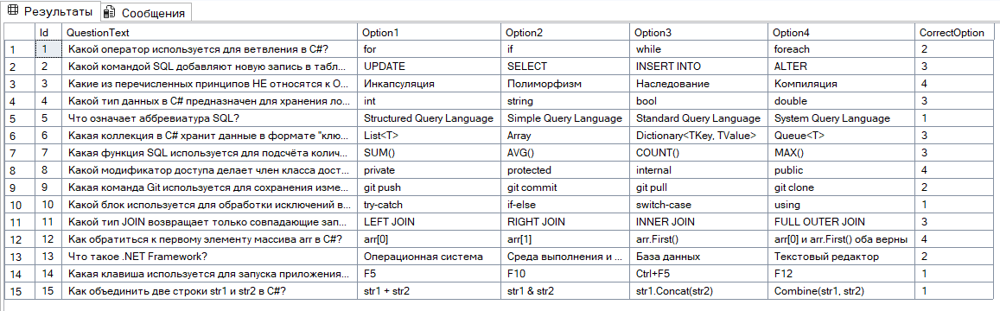 Результаты Сообщения
Id QuestionText Option1 Option2 Option3 Option4 CorrectOption
1 1 Какой оператор используется для ветвления в C#? for if while foreach 2
2 2 Какой командой SQL добавляют новую запись в табл... UPDATE SELECT INSERT INTO ALTER 3
3 3 Какие из перечисленных принципов НЕ относятся к О... Инкапсуляция Полиморфизм Наследование Компиляция 4
4 4 Какой тип данных в C# предназначен для хранения ло... int string bool double 3
5 5 Что означает аббревиатура SQL? Structured Query Language Simple Query Language Standard Query Language System Query Language 1
6 6 Какая коллекция в C# хранит данные в формате "клю... List<T> Array Dictionary<TKey, TValue> Queue<T> 3
7 7 Какая функция SQL используется для подсчёта колич... SUM() AVG() COUNT() MAX() 3
8 8 Какой модификатор доступа делает член класса дост... private protected internal public 4
9 9 Какая команда Git используется для сохранения изме... git push git commit git pull git clone 2
10 10 Какой блок используется для обработки исключений в... try-catch if-else switch-case using 1
11 11 Какой тип JOIN возвращает только совпадающие зап... LEFT JOIN RIGHT JOIN INNER JOIN FULL OUTER JOIN 3
12 12 Как обратиться к первому элементу массива arr в C#? arr[0] arr[1] arr.First() arr[0] и arr.First() оба верны 4
13 13 Что такое .NET Framework? Операционная система Среда выполнения и ... База данных Текстовый редактор 2
14 14 Какая клавиша используется для запуска приложения... F5 F10 Ctrl+F5 F12 1
15 15 Как объединить две строки str1 и str2 в C#? str1 + str2 str1 & str2 str1.Concat(str2) Combine(str1, str2) 1